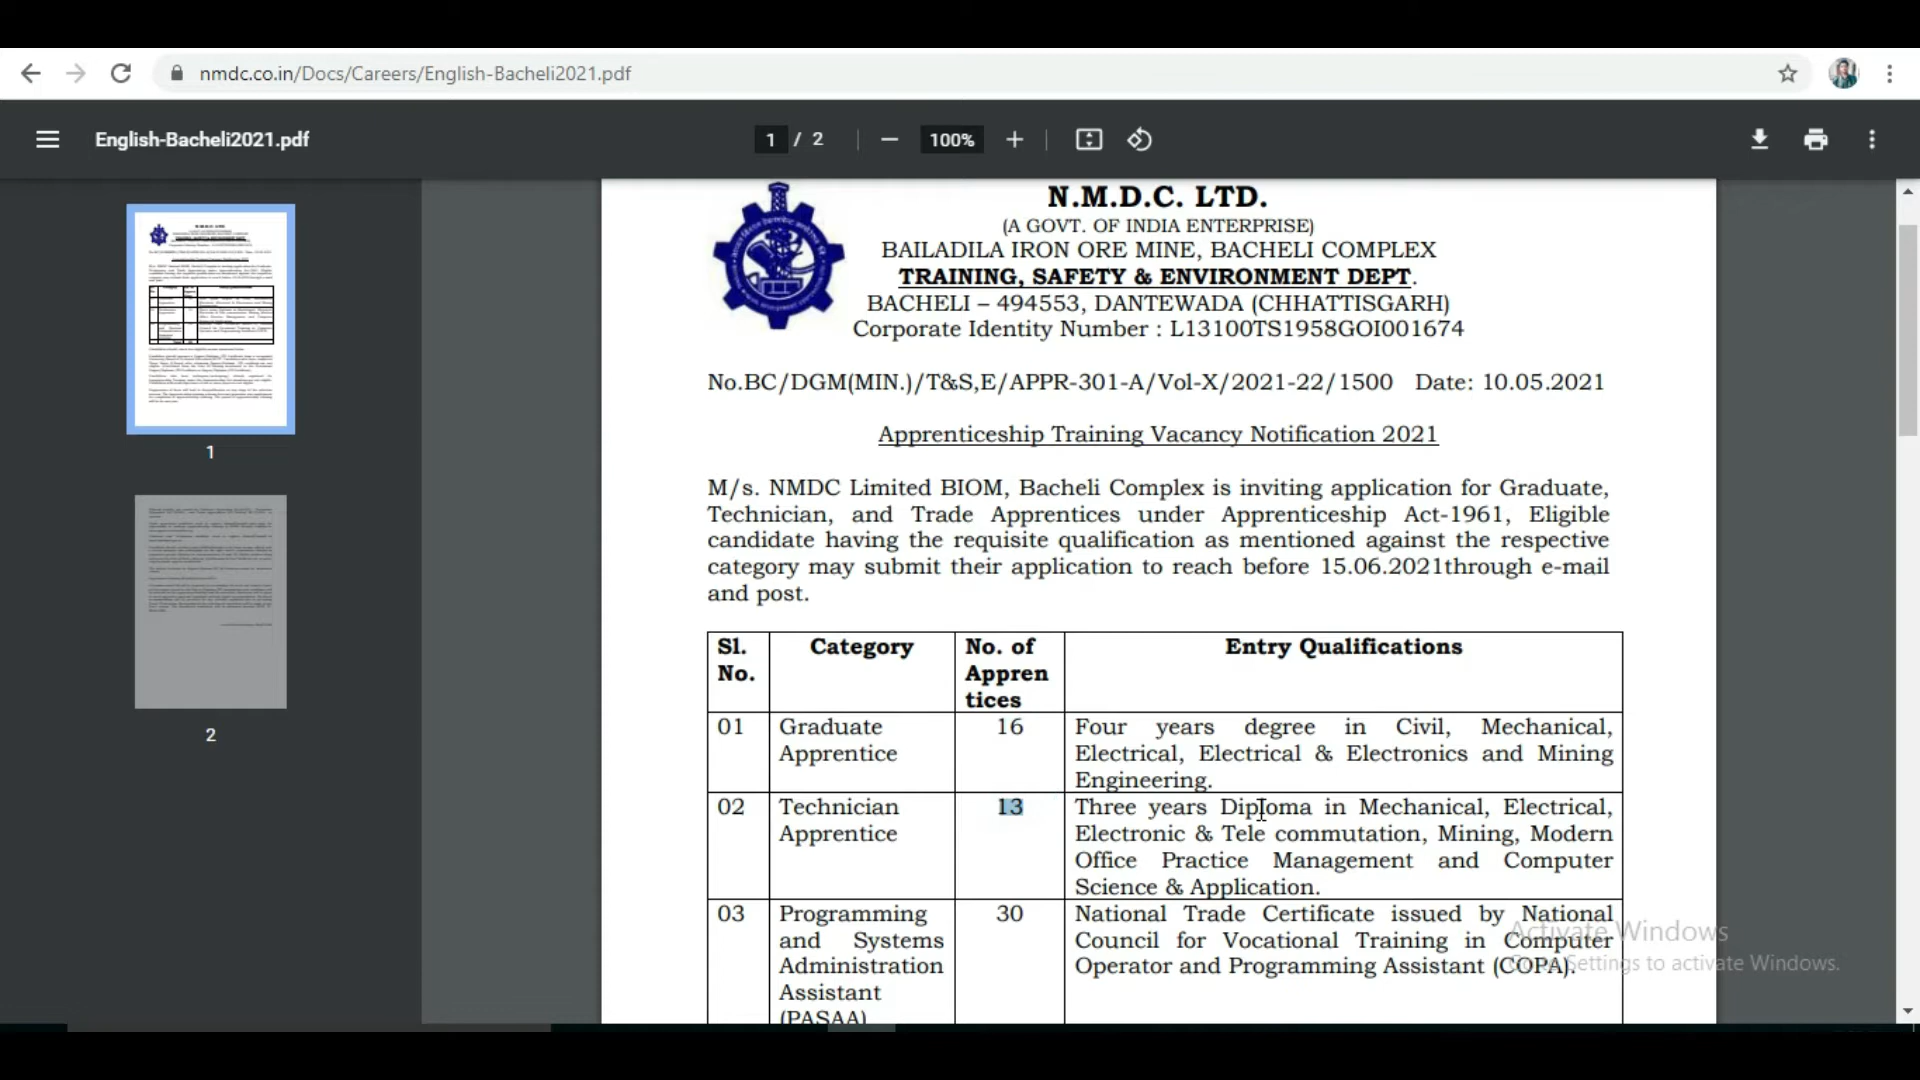 nmdc.co.in/Docs/Careers/English-Bacheli2021.pdf
English-Bacheli2021.pdf
1 / 2
100%
1
2
N.M.D.C. LTD.
(A GOVT. OF INDIA ENTERPRISE)
BAILADILA IRON ORE MINE, BACHELI COMPLEX
TRAINING, SAFETY & ENVIRONMENT DEPT.
BACHELI – 494553, DANTEWADA (CHHATTISGARH)
Corporate Identity Number : L13100TS1958GOI001674
No.BC/DGM(MIN.)/T&S,E/APPR-301-A/Vol-X/2021-22/1500 Date: 10.05.2021
Apprenticeship Training Vacancy Notification 2021
M/s. NMDC Limited BIOM, Bacheli Complex is inviting application for Graduate,
Technician, and Trade Apprentices under Apprenticeship Act-1961, Eligible
candidate having the requisite qualification as mentioned against the respective
category may submit their application to reach before 15.06.2021through e-mail
and post.
Sl.
No.
Category
No. of
Appren
tices
Entry Qualifications
01
Graduate
Apprentice
16
Four years degree in Civil, Mechanical,
Electrical, Electrical & Electronics and Mining
Engineering.
02
Technician
Apprentice
13
Three years Diploma in Mechanical, Electrical,
Electronic & Tele commutation, Mining, Modern
Office Practice Management and Computer
Science & Application.
03
Programming
and Systems
Administration
Assistant
(PASAA)
30
National Trade Certificate issued by National
Council for Vocational Training in Computer
Operator and Programming Assistant (COPA).
Activate Windows
Go to Settings to activate Windows.